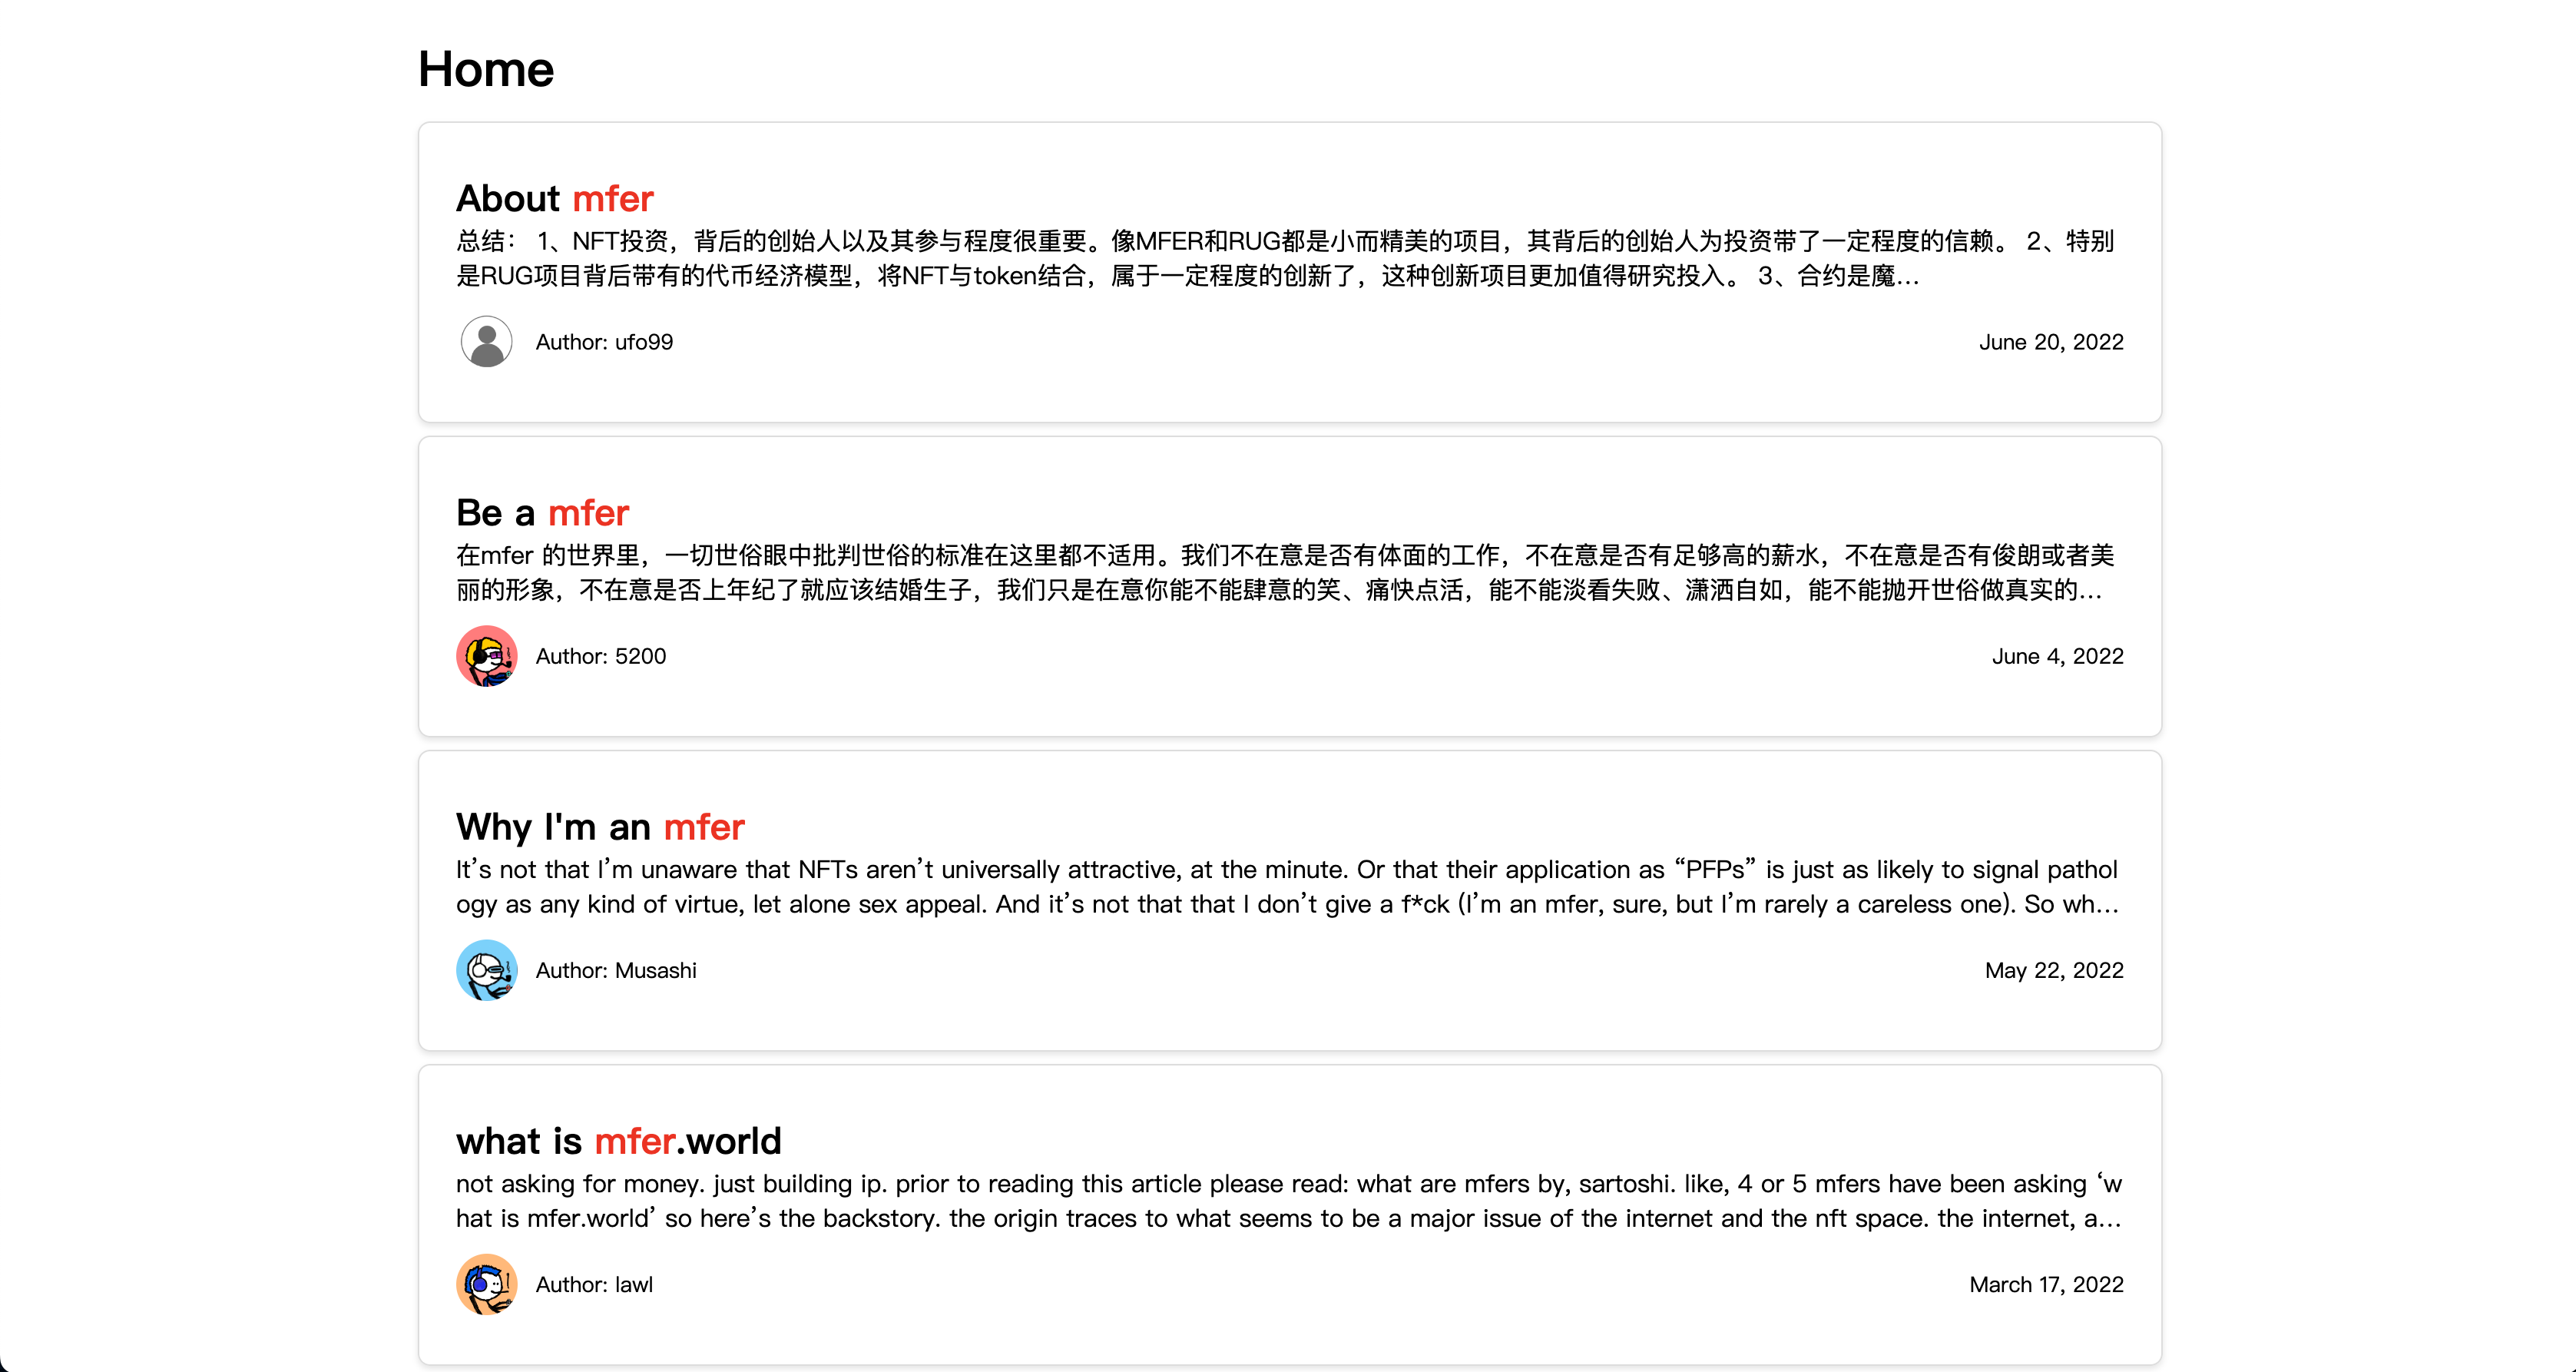 Home
About mfer
总结： 1、NFT投资，背后的创始人以及其参与程度很重要。像MFER和RUG都是小而精美的项目，其背后的创始人为投资带了一定程度的信赖。 2、特别
是RUG项目背后带有的代币经济模型，将NFT与token结合，属于一定程度的创新了，这种创新项目更加值得研究投入。 3、合约是魔…
Author: ufo99
June 20, 2022
Be a mfer
在mfer 的世界里，一切世俗眼中批判世俗的标准在这里都不适用。我们不在意是否有体面的工作，不在意是否有足够高的薪水，不在意是否有俊朗或者美
丽的形象，不在意是否上年纪了就应该结婚生子，我们只是在意你能不能肆意的笑、痛快点活，能不能淡看失败、潇洒自如，能不能抛开世俗做真实的…
Author: 5200
June 4, 2022
Why I'm an mfer
It’s not that I’m unaware that NFTs aren’t universally attractive, at the minute. Or that their application as “PFPs” is just as likely to signal pathol
ogy as any kind of virtue, let alone sex appeal. And it’s not that that I don’t give a f*ck (I’m an mfer, sure, but I’m rarely a careless one). So wh…
Author: Musashi
May 22, 2022
what is mfer.world
not asking for money. just building ip. prior to reading this article please read: what are mfers by, sartoshi. like, 4 or 5 mfers have been asking ‘w
hat is mfer.world’ so here’s the backstory. the origin traces to what seems to be a major issue of the internet and the nft space. the internet, a…
Author: lawl
March 17, 2022